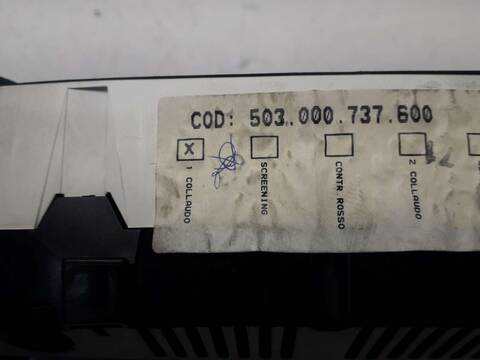 COD: 503.000.737.600
X
1 COLLAUDO
SCREENING
CONTR.ROSSO
2 COLLAUDO